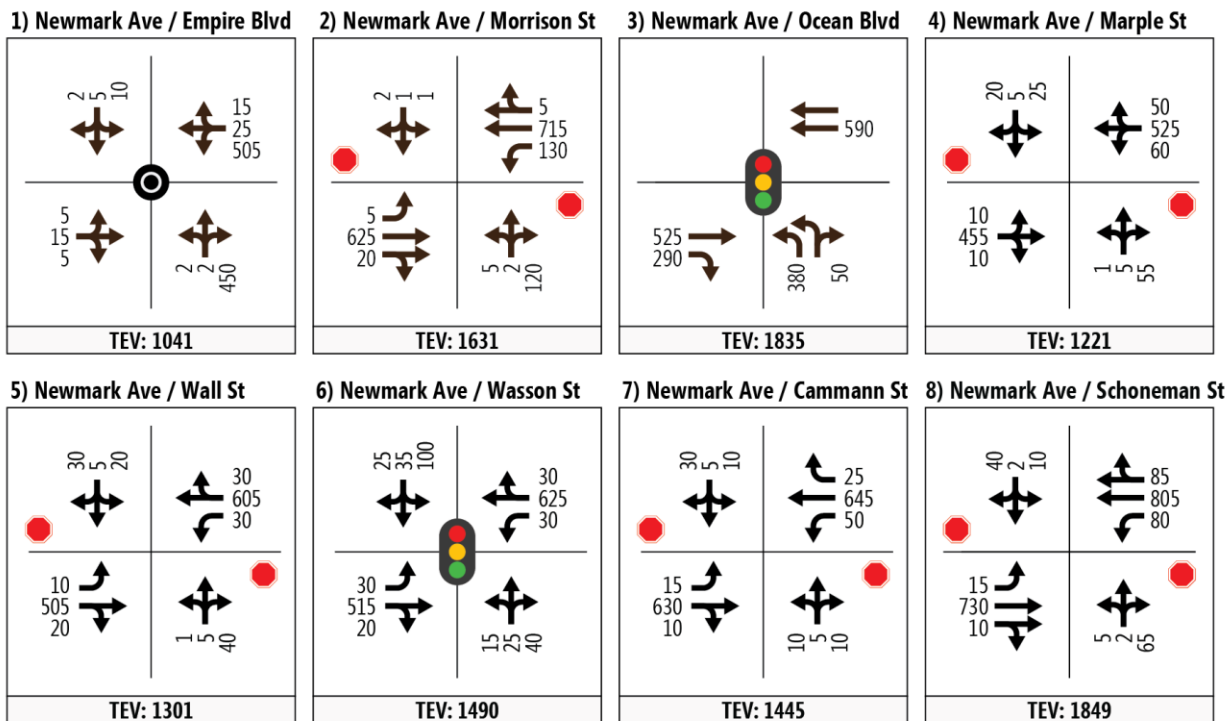 1) Newmark Ave / Empire Blvd
2 5 10
15
25
505
5
15
5
2 2 450
TEV: 1041
2) Newmark Ave / Morrison St
2 1 1
5
715
130
5
625
20
5 2 120
TEV: 1631
3) Newmark Ave / Ocean Blvd
590
525
290
380 50
TEV: 1835
4) Newmark Ave / Marple St
20 5 25
50
525
60
10
455
10
1 5 55
TEV: 1221
5) Newmark Ave / Wall St
30 5 20
30
605
30
10
505
20
1 5 40
TEV: 1301
6) Newmark Ave / Wasson St
25 35 100
30
625
30
30
515
20
15 25 40
TEV: 1490
7) Newmark Ave / Cammann St
30 5 10
25
645
50
15
630
10
10 5 10
TEV: 1445
8) Newmark Ave / Schoneman St
40 2 10
85
805
80
15
730
10
5 2 65
TEV: 1849